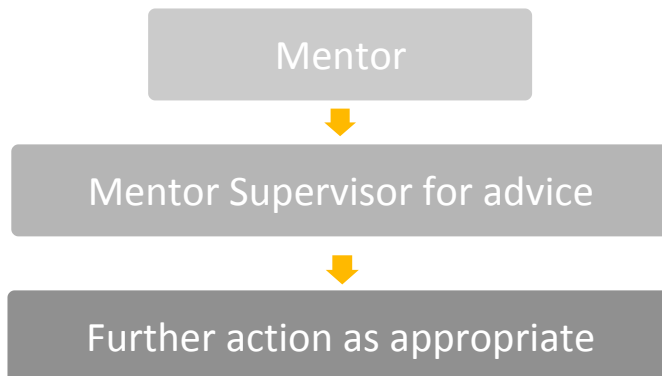 Mentor
Mentor Supervisor for advice
Further action as appropriate